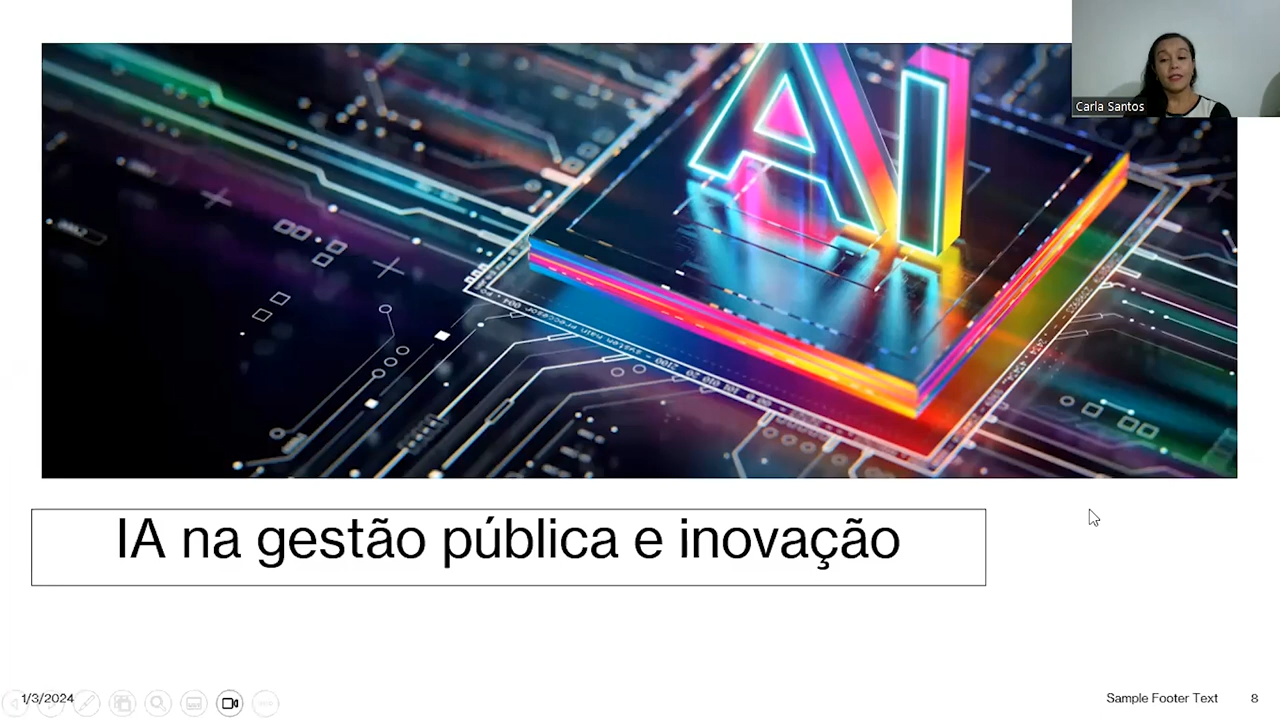 Carla Santos
AI
IA na gestão pública e inovação
1/3/2024
Sample Footer Text
8